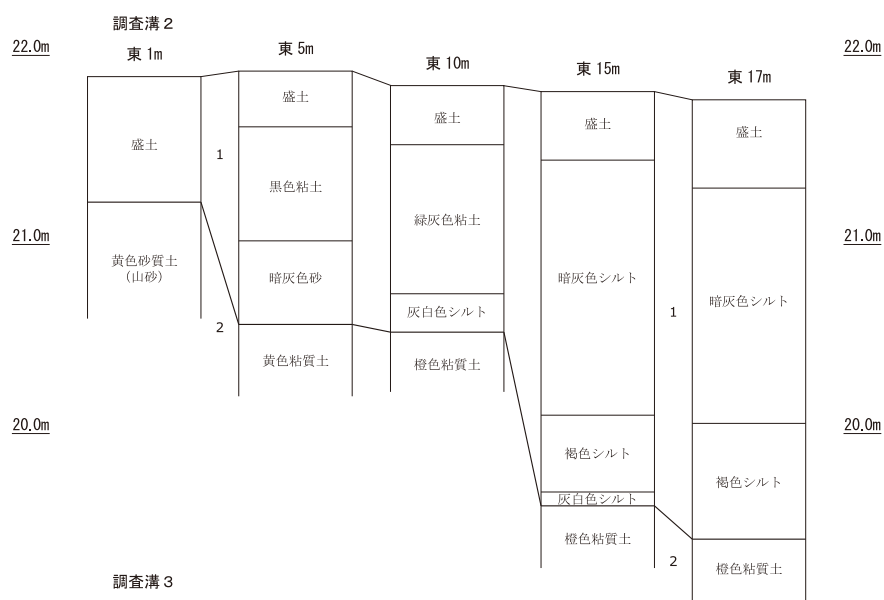 調査溝2
22.0m
22.0m
東 1m
東 5m
東 10m
東 15m
東 17m
盛土
盛土
盛土
盛土
盛土
1
黒色粘土
緑灰色粘土
21.0m
21.0m
黄色砂質土
(山砂)
暗灰色砂
暗灰色シルト
暗灰色シルト
灰白色シルト
1
2
黄色粘質土
橙色粘質土
20.0m
20.0m
褐色シルト
褐色シルト
灰白色シルト
橙色粘質土
2
橙色粘質土
調査溝3